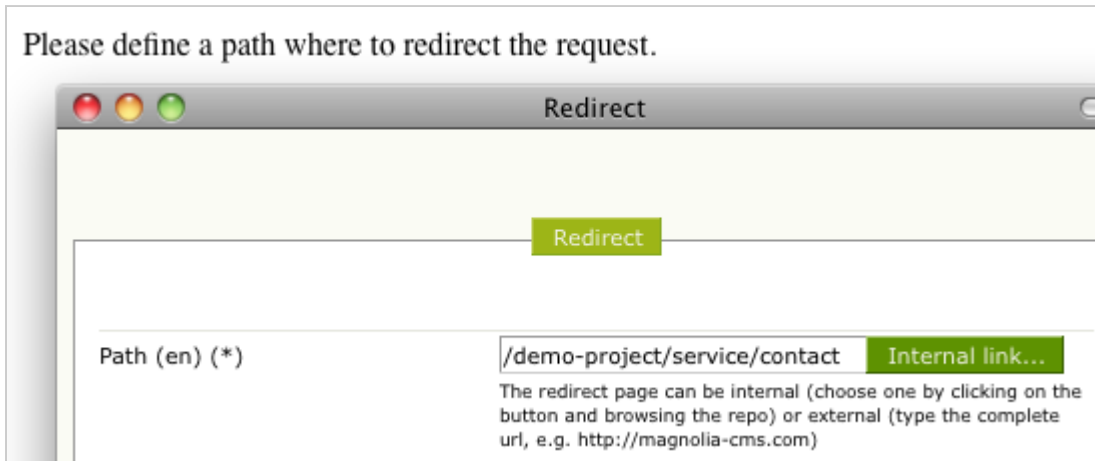 Please define a path where to redirect the request.
Redirect
Redirect
Path (en) (*)
/demo-project/service/contact
Internal link...
The redirect page can be internal (choose one by clicking on the
button and browsing the repo) or external (type the complete
url, e.g. http://magnolia-cms.com)